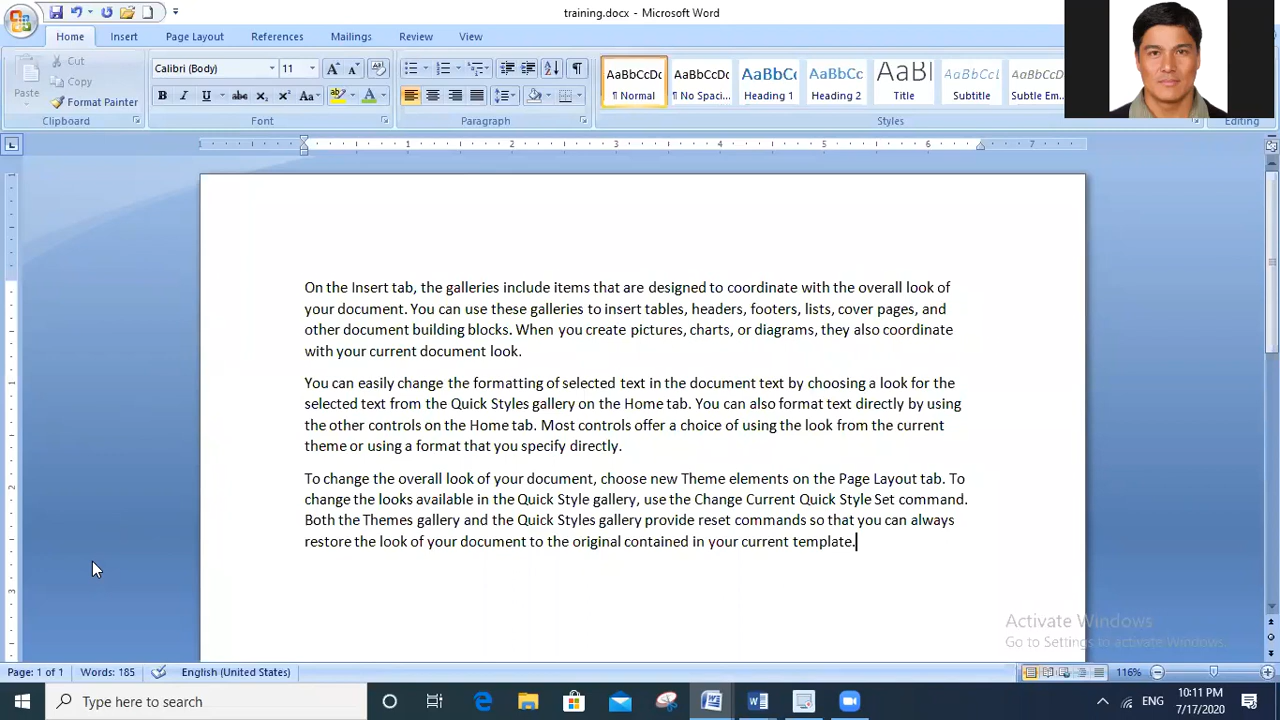 training.docx - Microsoft Word
Home Insert Page Layout References Mailings Review View
Paste
Cut
Copy
Format Painter
Clipboard
Calibri (Body) 11
Font
Paragraph
AaBbCcDc AaBbCcDc AaBbCc AaBbCc AaBl AaBbCcL AaBbCcDc
¶ Normal ¶ No Spaci... Heading 1 Heading 2 Title Subtitle Subtle Em...
Styles
Editing
1 1 2 3 4 5 6 7
On the Insert tab, the galleries include items that are designed to coordinate with the overall look of
your document. You can use these galleries to insert tables, headers, footers, lists, cover pages, and
other document building blocks. When you create pictures, charts, or diagrams, they also coordinate
with your current document look.
You can easily change the formatting of selected text in the document text by choosing a look for the
selected text from the Quick Styles gallery on the Home tab. You can also format text directly by using
the other controls on the Home tab. Most controls offer a choice of using the look from the current
theme or using a format that you specify directly.
To change the overall look of your document, choose new Theme elements on the Page Layout tab. To
change the looks available in the Quick Style gallery, use the Change Current Quick Style Set command.
Both the Themes gallery and the Quick Styles gallery provide reset commands so that you can always
restore the look of your document to the original contained in your current template.
Activate Windows
Go to Settings to activate Windows.
Page: 1 of 1 Words: 185 English (United States) 116%
Type here to search
ENG
10:11 PM
7/17/2020